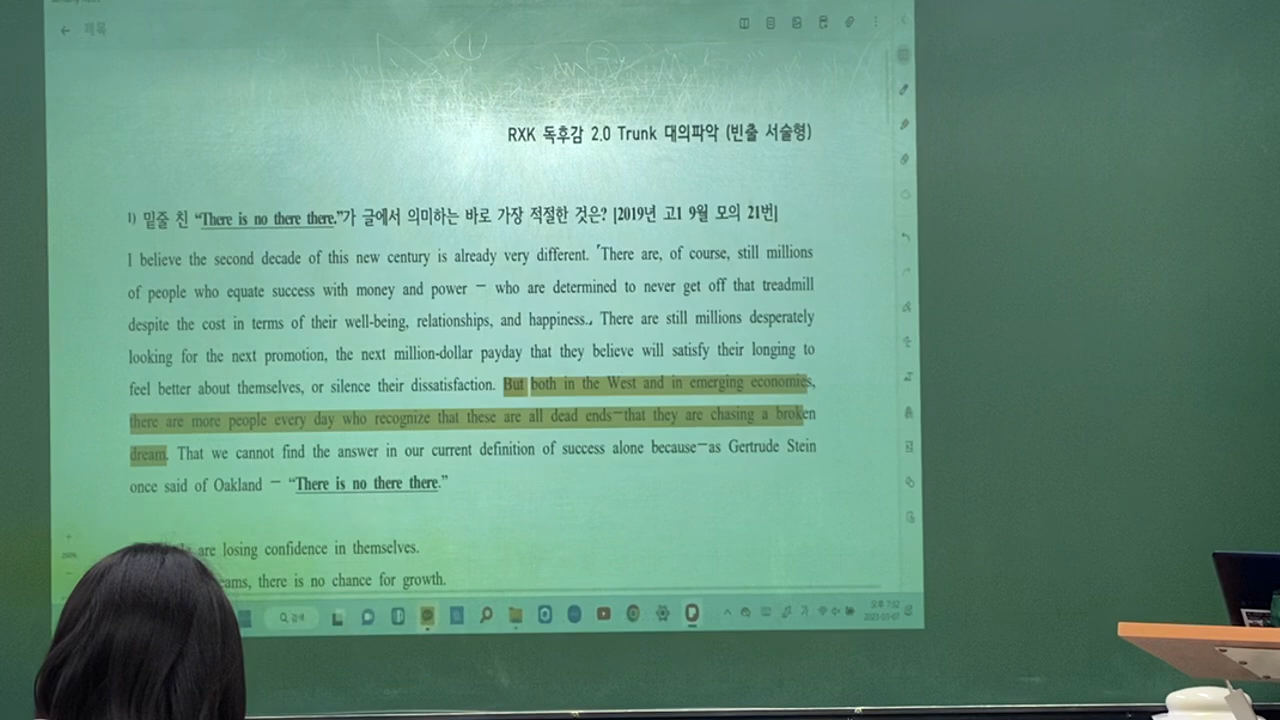 제목
RXK 독후감 2.0 Trunk 대의파악 (빈출 서술형)
1) 밑줄 친 “There is no there there.”가 글에서 의미하는 바로 가장 적절한 것은? [2019년 고1 9월 모의 21번]
I believe the second decade of this new century is already very different. There are, of course, still millions
of people who equate success with money and power — who are determined to never get off that treadmill
despite the cost in terms of their well-being, relationships, and happiness. There are still millions desperately
looking for the next promotion, the next million-dollar payday that they believe will satisfy their longing to
feel better about themselves, or silence their dissatisfaction. But both in the West and in emerging economies,
there are more people every day who recognize that these are all dead ends—that they are chasing a broken
dream. That we cannot find the answer in our current definition of success alone because—as Gertrude Stein
once said of Oakland — “There is no there there.”
are losing confidence in themselves.
there is no chance for growth.
검색
오후 7:02